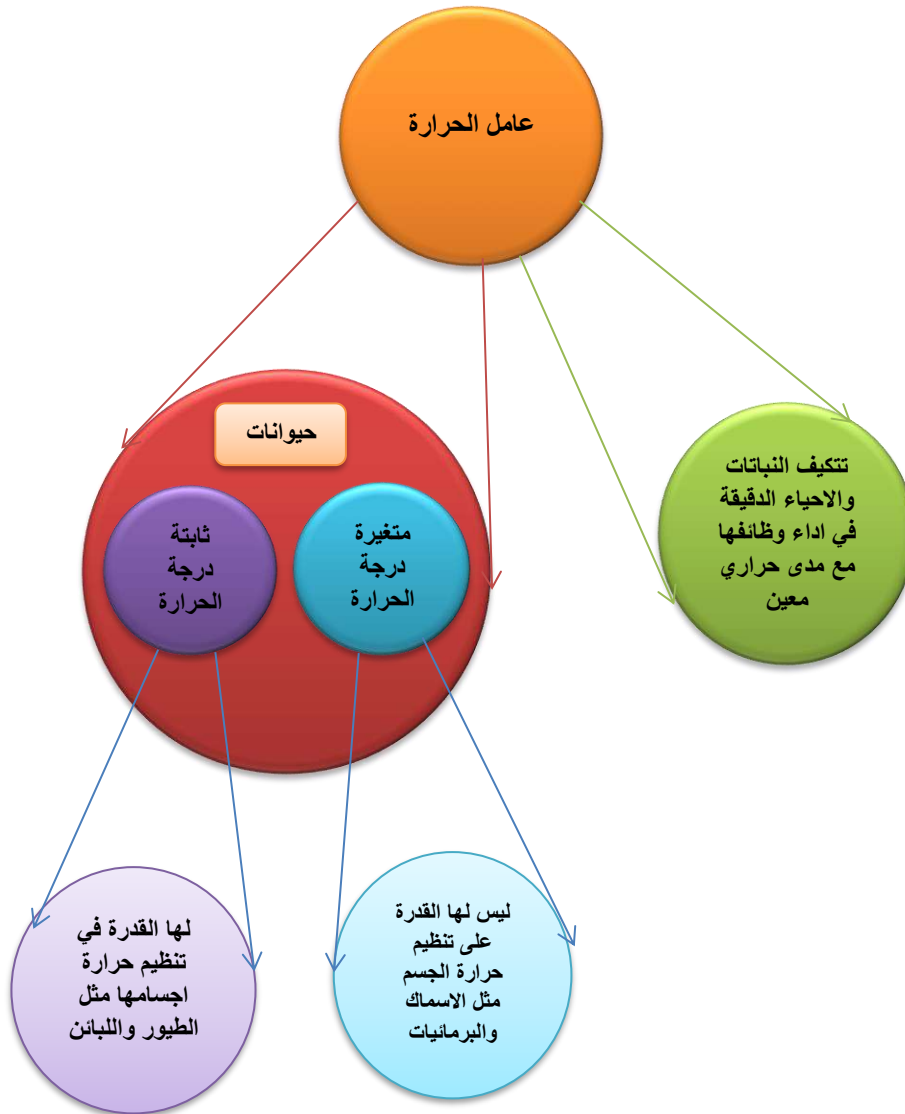 عامل الحرارة
حيوانات
متغيرة
درجة
الحرارة
ثابتة
درجة
الحرارة
تتكيف النباتات
والاحياء الدقيقة
في اداء وظائفها
مع مدى حراري
معين
ليس لها القدرة
على تنظيم
حرارة الجسم
مثل الاسماك
والبرمائيات
لها القدرة في
تنظيم حرارة
اجسامها مثل
الطيور واللبائن